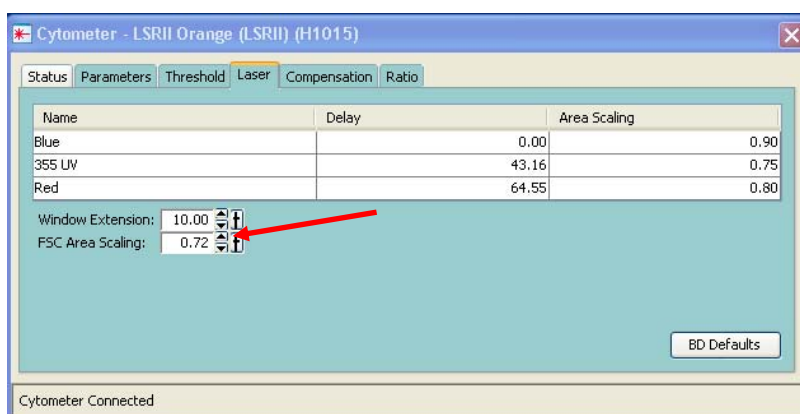 Cytometer - LSRII Orange (LSRII) (H1015)
Status Parameters Threshold Laser Compensation Ratio
Name Delay Area Scaling
Blue 0.00 0.90
355 UV 43.16 0.75
Red 64.55 0.80
Window Extension: 10.00
FSC Area Scaling: 0.72
BD Defaults
Cytometer Connected